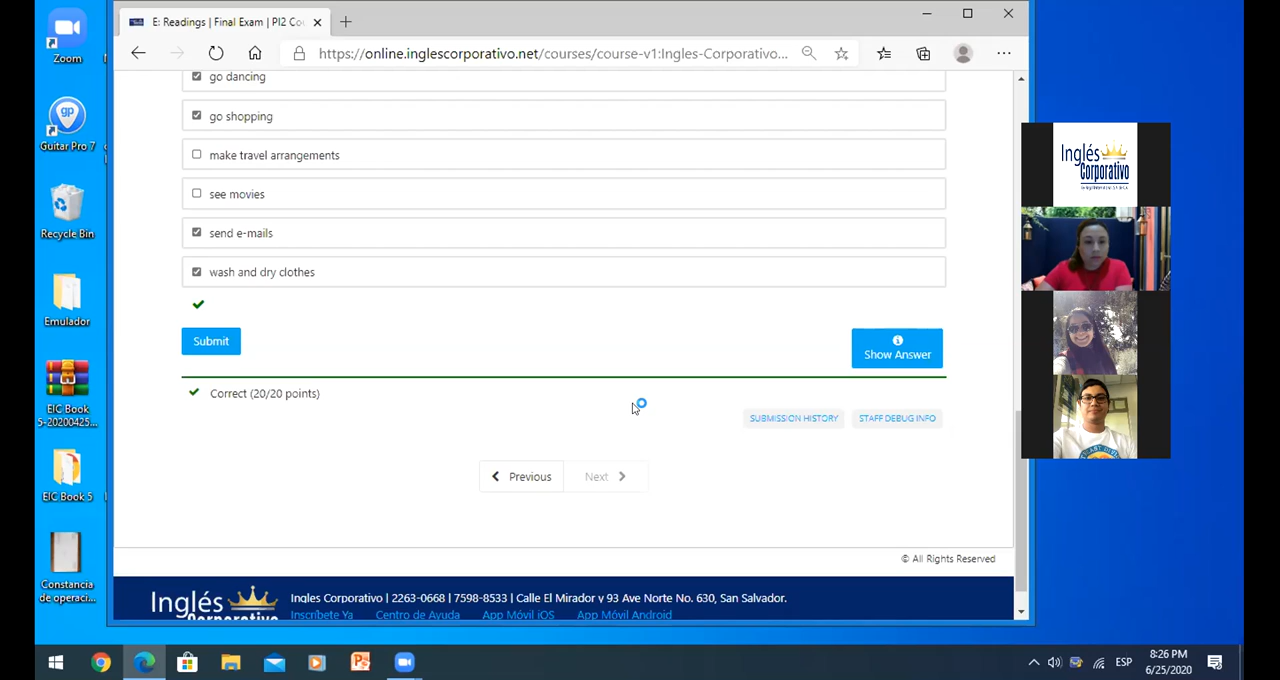 Zoom
Guitar Pro 7
Recycle Bin
Emulador
EIC Book
5-20200425...
EIC Book 5
Constancia
de operaci...
E: Readings | Final Exam | PI2 Co
https://online.inglescorporativo.net/courses/course-v1:Ingles-Corporativo...
go dancing
go shopping
make travel arrangements
see movies
send e-mails
wash and dry clothes
Submit
Show Answer
Correct (20/20 points)
SUBMISSION HISTORY
STAFF DEBUG INFO
Previous
Next
© All Rights Reserved
Inglés
Corporativo
Ingles Corporativo | 2263-0668 | 7598-8533 | Calle El Mirador y 93 Ave Norte No. 630, San Salvador.
Inscríbete Ya
Centro de Ayuda
App Móvil iOS
App Móvil Android
Inglés
Corporativo
ESP
8:26 PM
6/25/2020